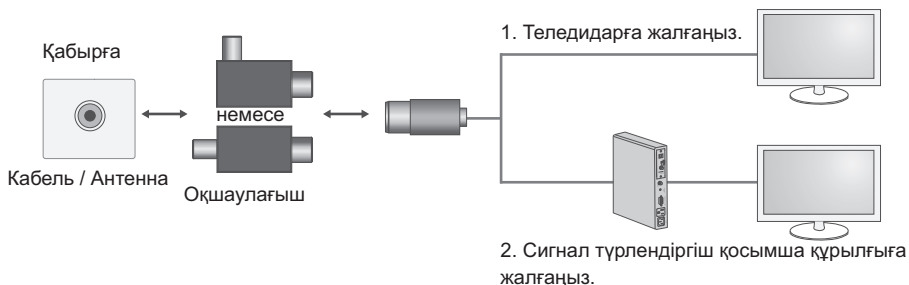 Қабырға
Кабель / Антенна
немесе
Оқшаулағыш
1. Теледидарға жалғаңыз.
2. Сигнал түрлендіргіш қосымша құрылғыға
жалғаңыз.